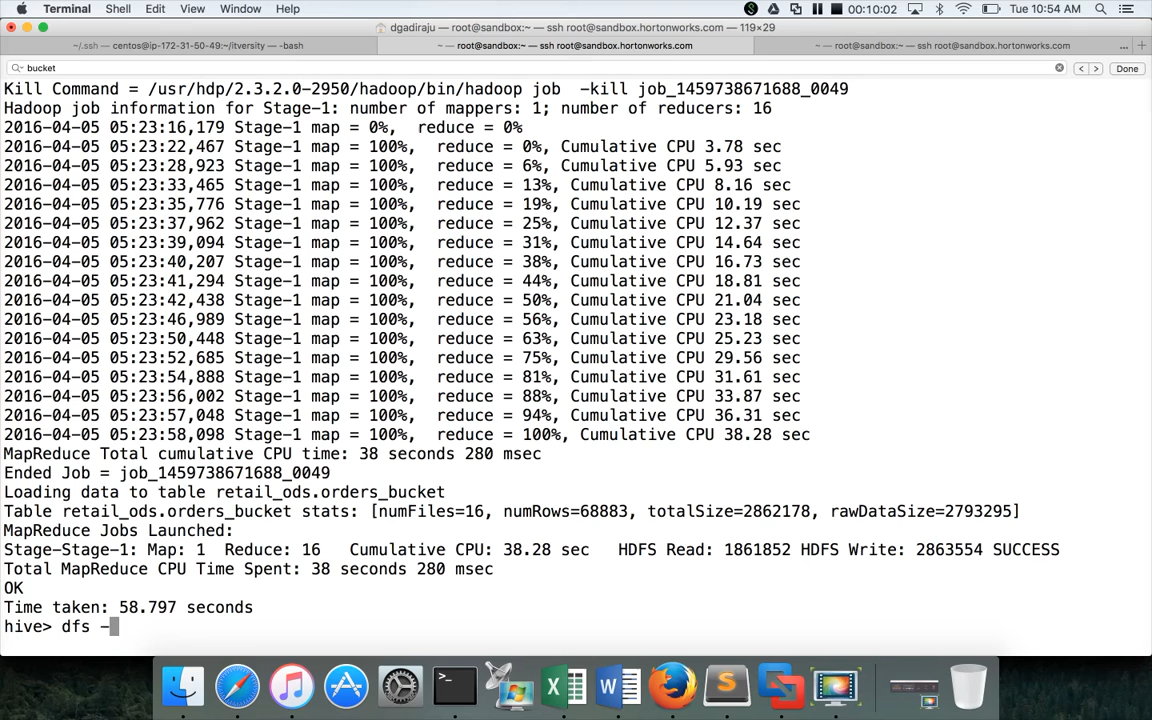 Terminal Shell Edit View Window Help 00:10:02 Tue 10:54 AM
dgadiraju — root@sandbox:~ — ssh root@sandbox.hortonworks.com — 119×29
~/.ssh — centos@ip-172-31-50-49:~/itversity — -bash
~ — root@sandbox:~ — ssh root@sandbox.hortonworks.com
~ — root@sandbox:~ — ssh root@sandbox.hortonworks.com ...
bucket Done
Kill Command = /usr/hdp/2.3.2.0-2950/hadoop/bin/hadoop job  -kill job_1459738671688_0049
Hadoop job information for Stage-1: number of mappers: 1; number of reducers: 16
2016-04-05 05:23:16,179 Stage-1 map = 0%,  reduce = 0%
2016-04-05 05:23:22,467 Stage-1 map = 100%,  reduce = 0%, Cumulative CPU 3.78 sec
2016-04-05 05:23:28,923 Stage-1 map = 100%,  reduce = 6%, Cumulative CPU 5.93 sec
2016-04-05 05:23:33,465 Stage-1 map = 100%,  reduce = 13%, Cumulative CPU 8.16 sec
2016-04-05 05:23:35,776 Stage-1 map = 100%,  reduce = 19%, Cumulative CPU 10.19 sec
2016-04-05 05:23:37,962 Stage-1 map = 100%,  reduce = 25%, Cumulative CPU 12.37 sec
2016-04-05 05:23:39,094 Stage-1 map = 100%,  reduce = 31%, Cumulative CPU 14.64 sec
2016-04-05 05:23:40,207 Stage-1 map = 100%,  reduce = 38%, Cumulative CPU 16.73 sec
2016-04-05 05:23:41,294 Stage-1 map = 100%,  reduce = 44%, Cumulative CPU 18.81 sec
2016-04-05 05:23:42,438 Stage-1 map = 100%,  reduce = 50%, Cumulative CPU 21.04 sec
2016-04-05 05:23:46,989 Stage-1 map = 100%,  reduce = 56%, Cumulative CPU 23.18 sec
2016-04-05 05:23:50,448 Stage-1 map = 100%,  reduce = 63%, Cumulative CPU 25.23 sec
2016-04-05 05:23:52,685 Stage-1 map = 100%,  reduce = 75%, Cumulative CPU 29.56 sec
2016-04-05 05:23:54,888 Stage-1 map = 100%,  reduce = 81%, Cumulative CPU 31.61 sec
2016-04-05 05:23:56,002 Stage-1 map = 100%,  reduce = 88%, Cumulative CPU 33.87 sec
2016-04-05 05:23:57,048 Stage-1 map = 100%,  reduce = 94%, Cumulative CPU 36.31 sec
2016-04-05 05:23:58,098 Stage-1 map = 100%,  reduce = 100%, Cumulative CPU 38.28 sec
MapReduce Total cumulative CPU time: 38 seconds 280 msec
Ended Job = job_1459738671688_0049
Loading data to table retail_ods.orders_bucket
Table retail_ods.orders_bucket stats: [numFiles=16, numRows=68883, totalSize=2862178, rawDataSize=2793295]
MapReduce Jobs Launched:
Stage-Stage-1: Map: 1  Reduce: 16   Cumulative CPU: 38.28 sec   HDFS Read: 1861852 HDFS Write: 2863554 SUCCESS
Total MapReduce CPU Time Spent: 38 seconds 280 msec
OK
Time taken: 58.797 seconds
hive> dfs -